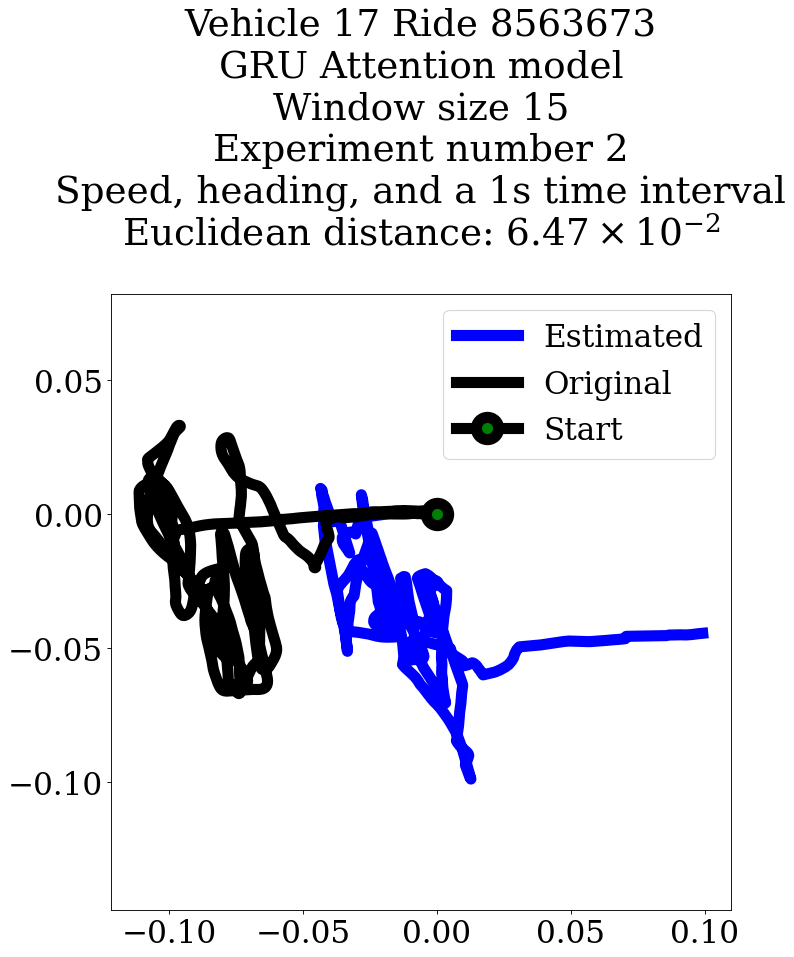 Vehicle 17 Ride 8563673
GRU Attention model
Window size 15
Experiment number 2
Speed, heading, and a 1s time interval
Euclidean distance: 6.47 × 10⁻²
Estimated
Original
Start
0.05
0.00
−0.05
−0.10
−0.10 −0.05 0.00 0.05 0.10